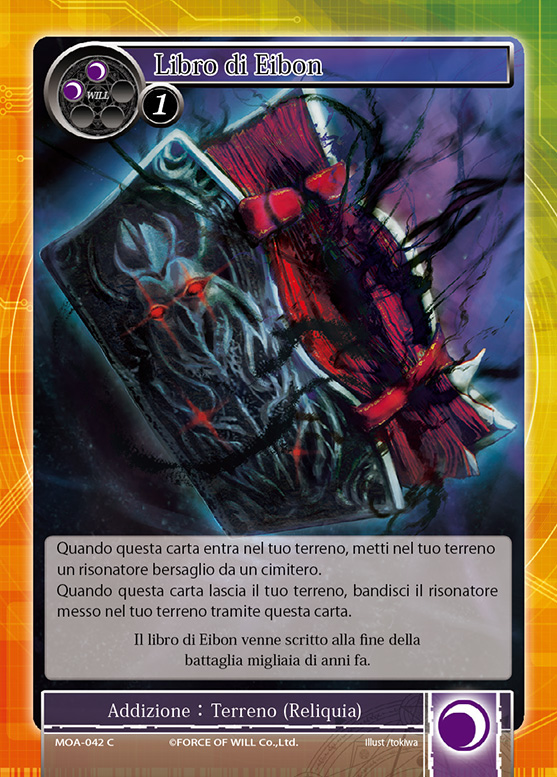 Libro di Eibon
WILL
1
Quando questa carta entra nel tuo terreno, metti nel tuo terreno
un risonatore bersaglio da un cimitero.
Quando questa carta lascia il tuo terreno, bandisci il risonatore
messo nel tuo terreno tramite questa carta.
Il libro di Eibon venne scritto alla fine della
battaglia migliaia di anni fa.
Addizione : Terreno (Reliquia)
MOA-042 C ©FORCE OF WILL Co.,Ltd. Illust /tokiwa